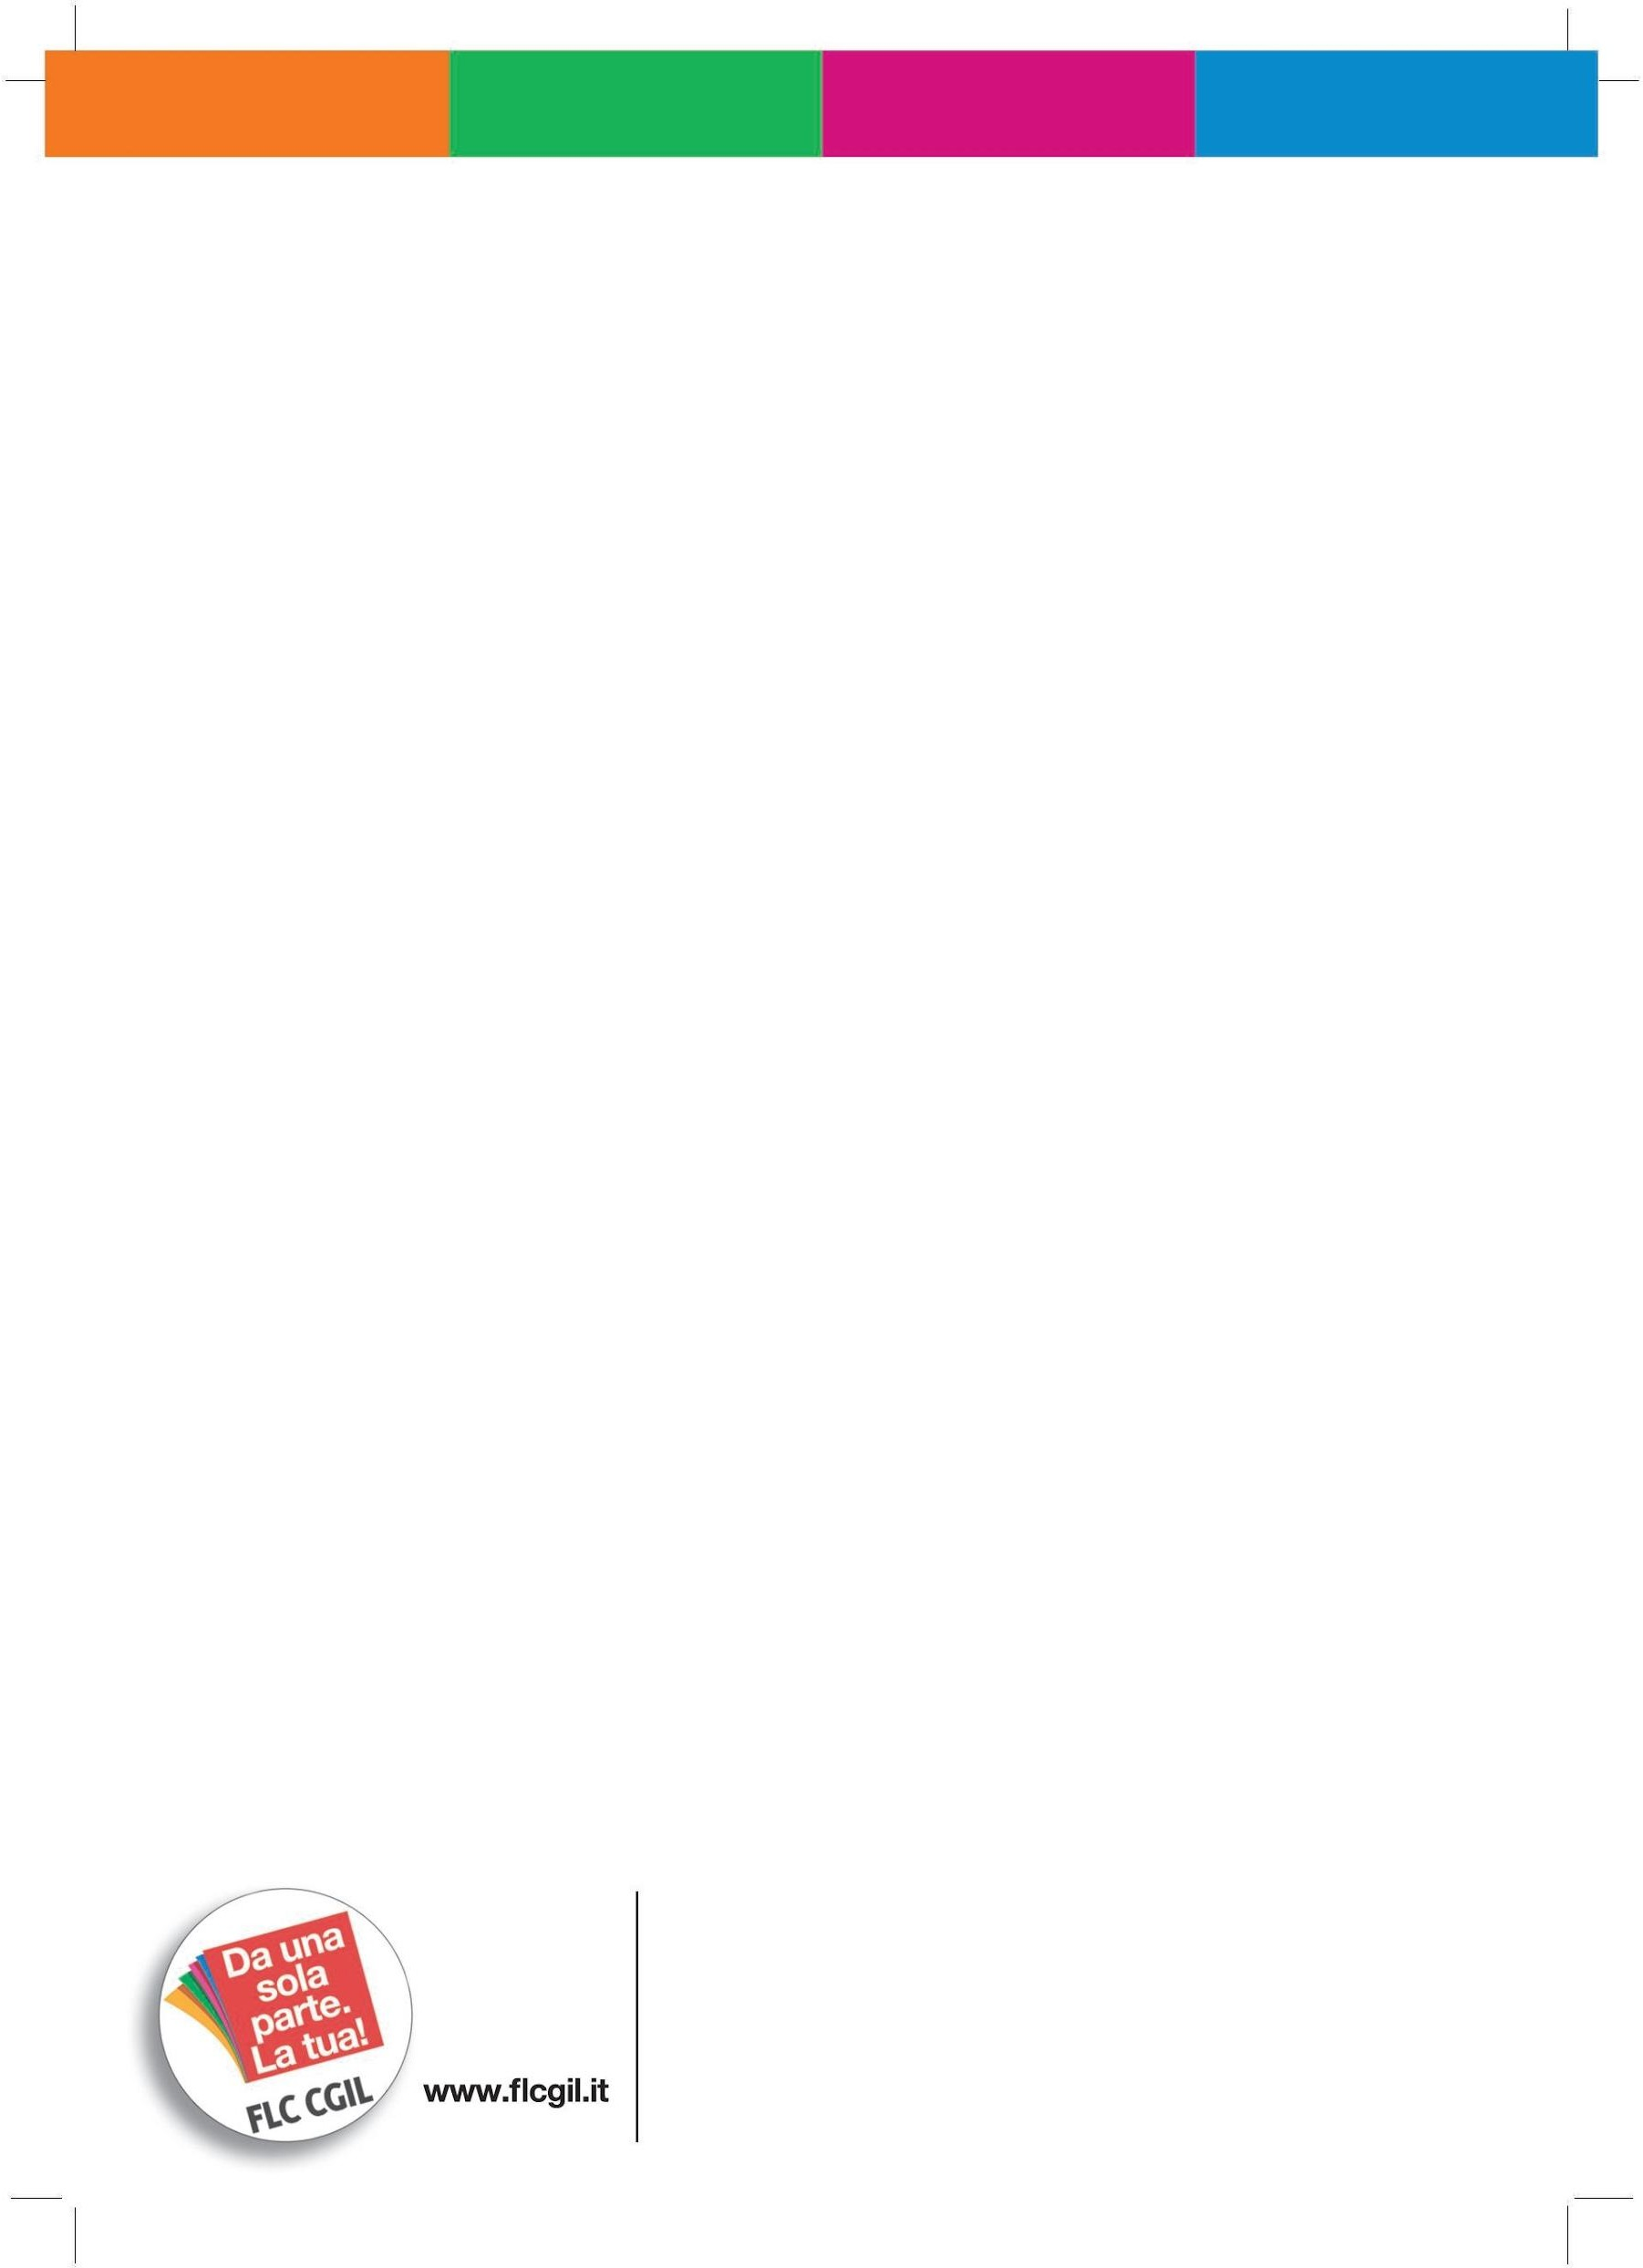 Da una
sola
parte.
La tua!
FLC CGIL
www.flcgil.it